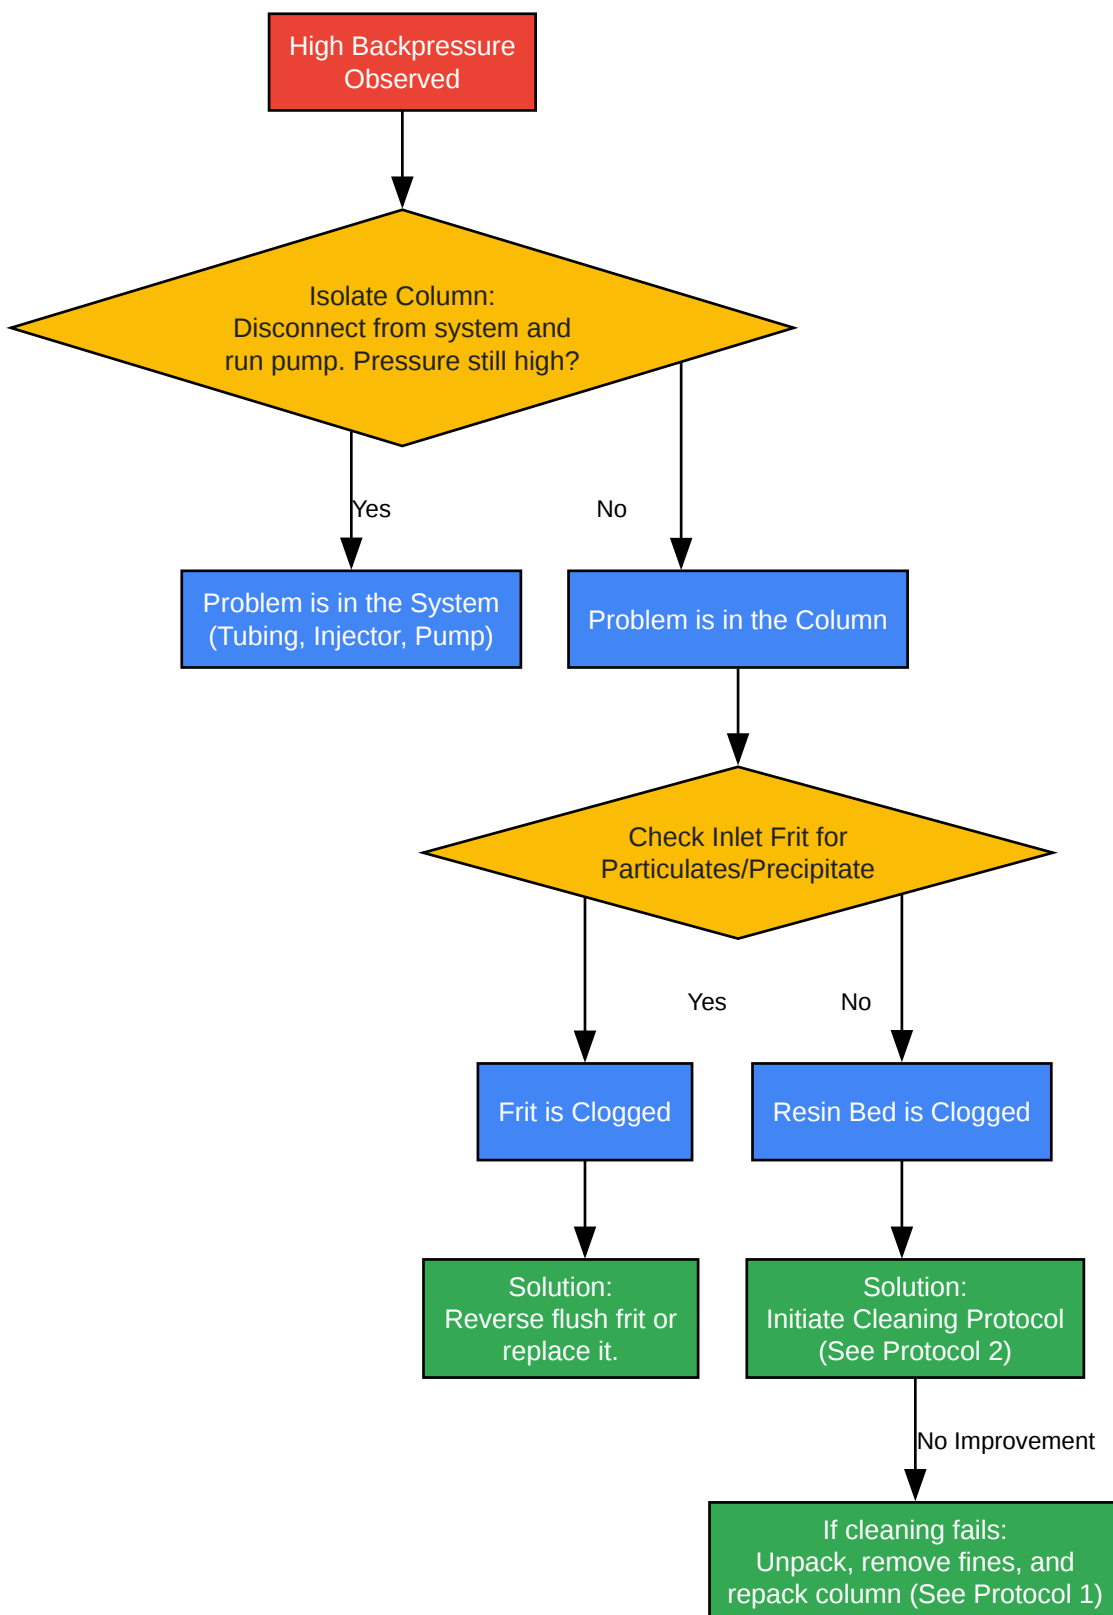 High Backpressure
Observed
Isolate Column:
Disconnect from system and
run pump. Pressure still high?
Yes
No
Problem is in the System
(Tubing, Injector, Pump)
Problem is in the Column
Check Inlet Frit for
Particulates/Precipitate
Yes
No
Frit is Clogged
Resin Bed is Clogged
Solution:
Reverse flush frit or
replace it.
Solution:
Initiate Cleaning Protocol
(See Protocol 2)
No Improvement
If cleaning fails:
Unpack, remove fines, and
repack column (See Protocol 1)